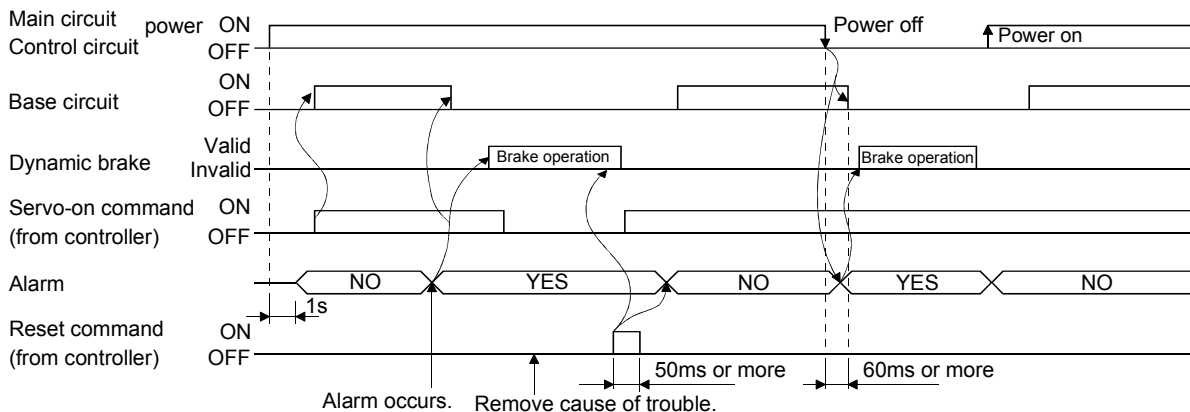 Main circuit
Control circuit
power
ON
OFF
Power off
Power on
Base circuit
ON
OFF
Dynamic brake
Valid
Invalid
Brake operation
Brake operation
Servo-on command
(from controller)
ON
OFF
Alarm
NO
YES
NO
YES
NO
1s
Reset command
(from controller)
ON
OFF
50ms or more
60ms or more
Alarm occurs.
Remove cause of trouble.